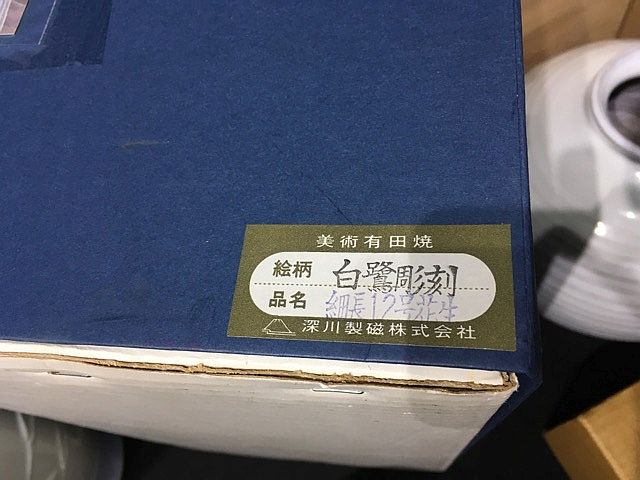 美術有田焼
絵柄 白鷺彫刻
品名 細長12号花生
深川製磁株式会社